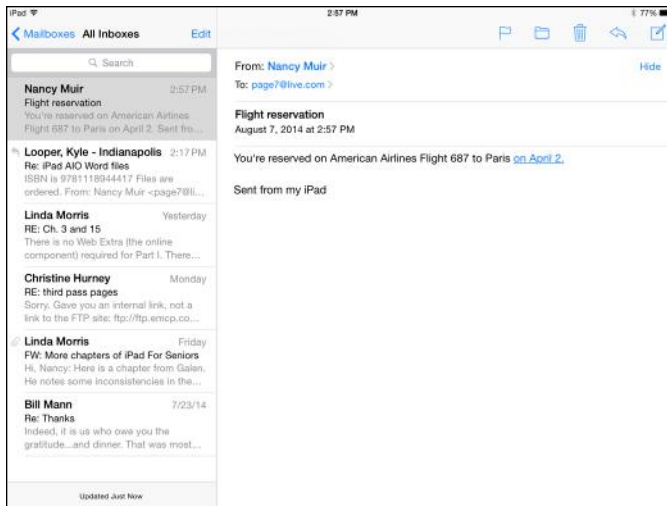 iPad
2:57 PM
77%
Mailboxes All Inboxes Edit
Search
Nancy Muir 2:57 PM
Flight reservation
You're reserved on American Airlines
Flight 687 to Paris on April 2. Sent fro...
Looper, Kyle - Indianapolis 2:17 PM
Re: iPad AIO Word files
ISBN is 9781118944417 Files are
ordered. From: Nancy Muir <page7@li...
Linda Morris Yesterday
RE: Ch. 3 and 15
There is no Web Extra (the online
component) required for Part I. There...
Christine Hurney Monday
RE: third pass pages
Sorry. Gave you an internal link, not a
link to the FTP site: ftp://ftp.emcp.co...
Linda Morris Friday
FW: More chapters of iPad For Seniors
Hi, Nancy: Here is a chapter from Galen.
He notes some inconsistencies in the...
Bill Mann 7/23/14
Re: Thanks
Indeed, it is us who owe you the
gratitude...and dinner. That was most...
Updated Just Now
From: Nancy Muir Hide
To: page7@live.com
Flight reservation
August 7, 2014 at 2:57 PM
You're reserved on American Airlines Flight 687 to Paris on April 2.
Sent from my iPad